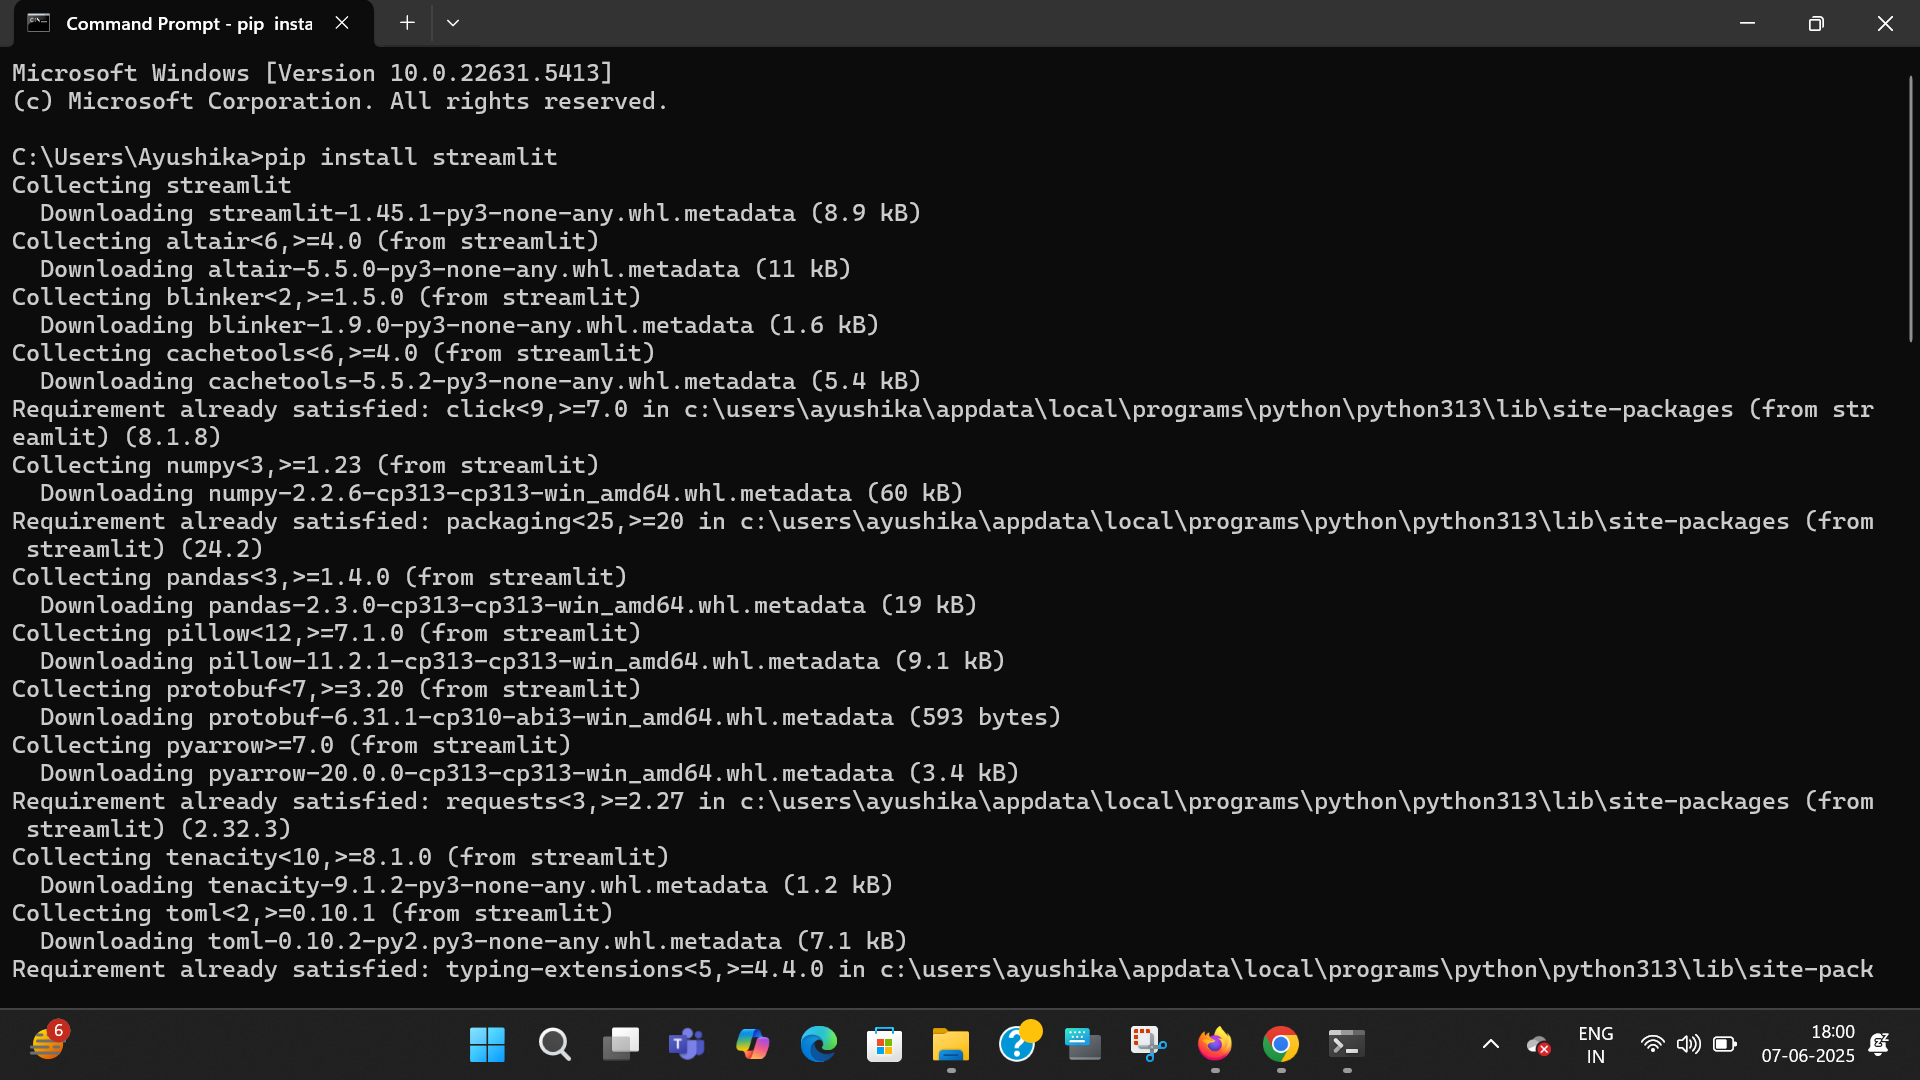 Command Prompt - pip  insta
Microsoft Windows [Version 10.0.22631.5413]
(c) Microsoft Corporation. All rights reserved.
C:\Users\Ayushika>pip install streamlit
Collecting streamlit
  Downloading streamlit-1.45.1-py3-none-any.whl.metadata (8.9 kB)
Collecting altair<6,>=4.0 (from streamlit)
  Downloading altair-5.5.0-py3-none-any.whl.metadata (11 kB)
Collecting blinker<2,>=1.5.0 (from streamlit)
  Downloading blinker-1.9.0-py3-none-any.whl.metadata (1.6 kB)
Collecting cachetools<6,>=4.0 (from streamlit)
  Downloading cachetools-5.5.2-py3-none-any.whl.metadata (5.4 kB)
Requirement already satisfied: click<9,>=7.0 in c:\users\ayushika\appdata\local\programs\python\python313\lib\site-packages (from str
eamlit) (8.1.8)
Collecting numpy<3,>=1.23 (from streamlit)
  Downloading numpy-2.2.6-cp313-cp313-win_amd64.whl.metadata (60 kB)
Requirement already satisfied: packaging<25,>=20 in c:\users\ayushika\appdata\local\programs\python\python313\lib\site-packages (from
 streamlit) (24.2)
Collecting pandas<3,>=1.4.0 (from streamlit)
  Downloading pandas-2.3.0-cp313-cp313-win_amd64.whl.metadata (19 kB)
Collecting pillow<12,>=7.1.0 (from streamlit)
  Downloading pillow-11.2.1-cp313-cp313-win_amd64.whl.metadata (9.1 kB)
Collecting protobuf<7,>=3.20 (from streamlit)
  Downloading protobuf-6.31.1-cp310-abi3-win_amd64.whl.metadata (593 bytes)
Collecting pyarrow>=7.0 (from streamlit)
  Downloading pyarrow-20.0.0-cp313-cp313-win_amd64.whl.metadata (3.4 kB)
Requirement already satisfied: requests<3,>=2.27 in c:\users\ayushika\appdata\local\programs\python\python313\lib\site-packages (from
 streamlit) (2.32.3)
Collecting tenacity<10,>=8.1.0 (from streamlit)
  Downloading tenacity-9.1.2-py3-none-any.whl.metadata (1.2 kB)
Collecting toml<2,>=0.10.1 (from streamlit)
  Downloading toml-0.10.2-py2.py3-none-any.whl.metadata (7.1 kB)
Requirement already satisfied: typing-extensions<5,>=4.4.0 in c:\users\ayushika\appdata\local\programs\python\python313\lib\site-pack
6
ENG
IN
18:00
07-06-2025